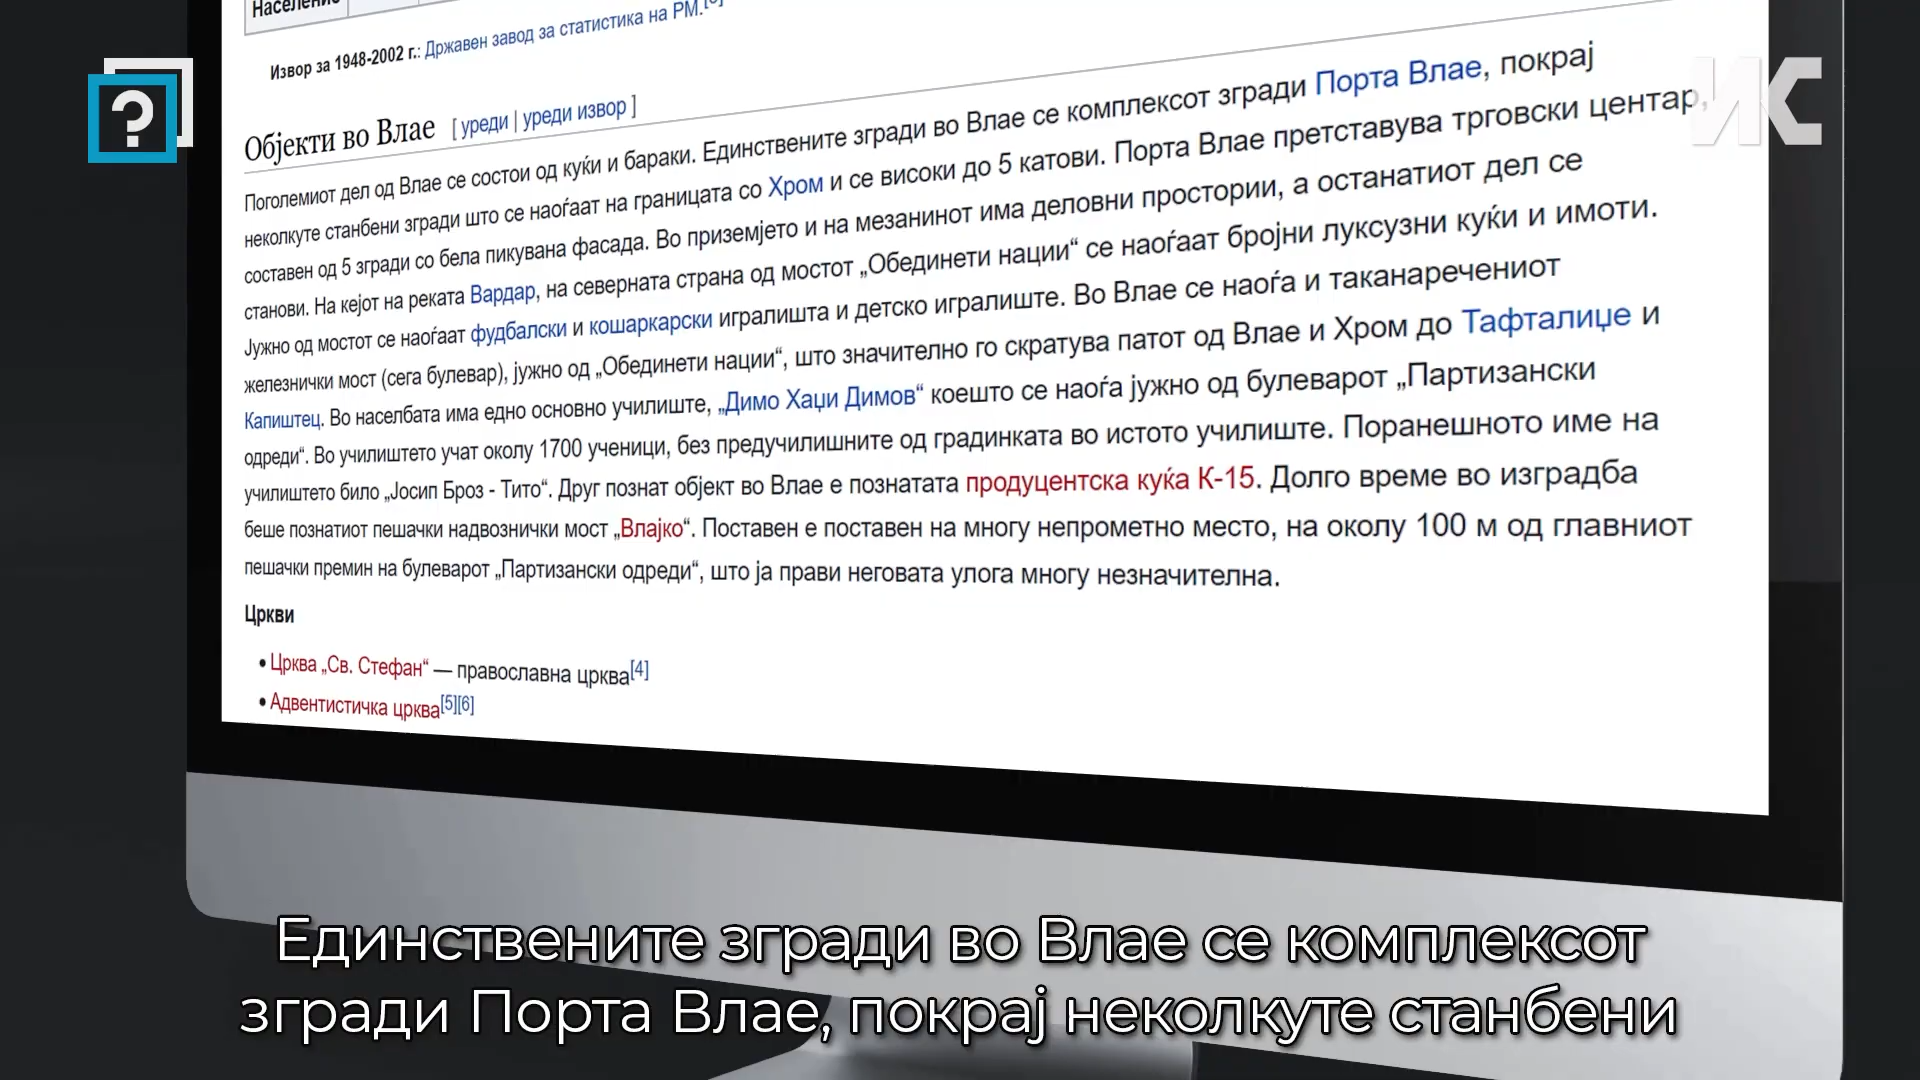 Население
Извор за 1948-2002 г.: Државен завод за статистика на РМ.
Објекти во Влае [ уреди | уреди извор ]
Поголемиот дел од Влае се состои од куќи и бараки. Единствените згради во Влае се комплексот згради Порта Влае, покрај
неколкуте станбени згради што се наоѓаат на границата со Хром и се високи до 5 катови. Порта Влае претставува трговски центар,
составен од 5 згради со бела пикувана фасада. Во приземјето и на мезанинот има деловни простории, а останатиот дел се
станови. На кејот на реката Вардар, на северната страна од мостот „Обединети нации“ се наоѓаат бројни луксузни куќи и имоти.
Јужно од мостот се наоѓаат фудбалски и кошаркарски игралишта и детско игралиште. Во Влае се наоѓа и таканаречениот
железнички мост (сега булевар), јужно од „Обединети нации“, што значително го скратува патот од Влае и Хром до Тафталиџе и
Капиштец. Во населбата има едно основно училиште, „Димо Хаџи Димов“ коешто се наоѓа јужно од булеварот „Партизански
одреди“. Во училиштето учат околу 1700 ученици, без предучилишните од градинката во истото училиште. Поранешното име на
училиштето било „Јосип Броз - Тито“. Друг познат објект во Влае е познатата продуцентска куќа К-15. Долго време во изградба
беше познатиот пешачки надвознички мост „Влајко“. Поставен е поставен на многу непрометно место, на околу 100 м од главниот
пешачки премин на булеварот „Партизански одреди“, што ја прави неговата улога многу незначителна.
Цркви
• Црква „Св. Стефан“ — православна црква[4]
• Адвентистичка црква[5][6]
?
ИС
Единствените згради во Влае се комплексот
згради Порта Влае, покрај неколкуте станбени